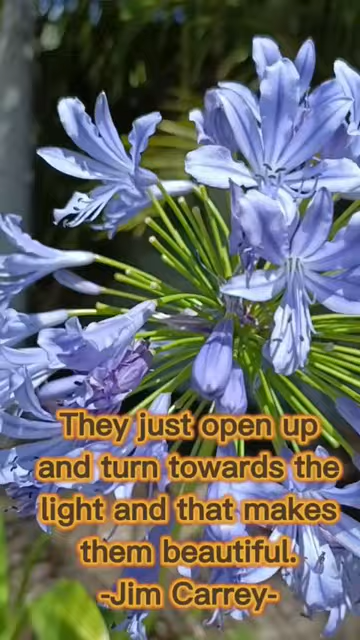 They just open up
and turn towards the
light and that makes
them beautiful.
-Jim Carrey-